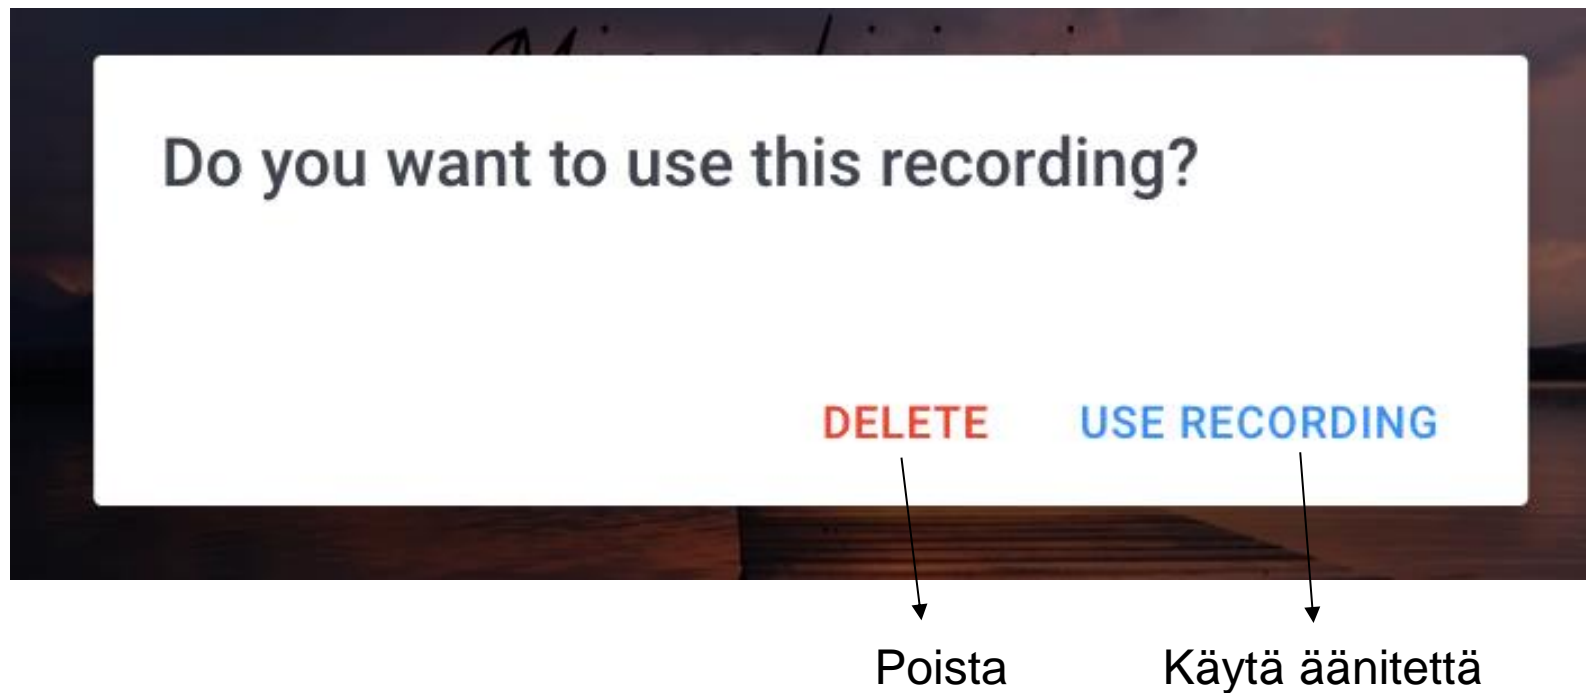 Do you want to use this recording?
DELETE USE RECORDING
Poista Käytä äänitettä